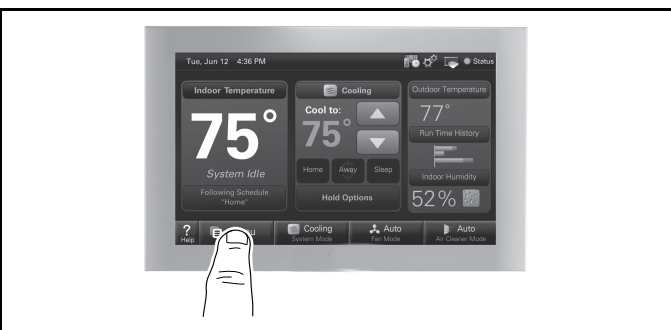 Tue, Jun 12 4:36 PM
Status
Indoor Temperature
75°
System Idle
Following Schedule
"Home"
Cooling
Cool to:
75°
Home Away Sleep
Hold Options
Outdoor Temperature
77°
Run Time History
Indoor Humidity
52%
? Help
Cooling
System Mode
Auto
Fan Mode
Auto
Air Cleaner Mode